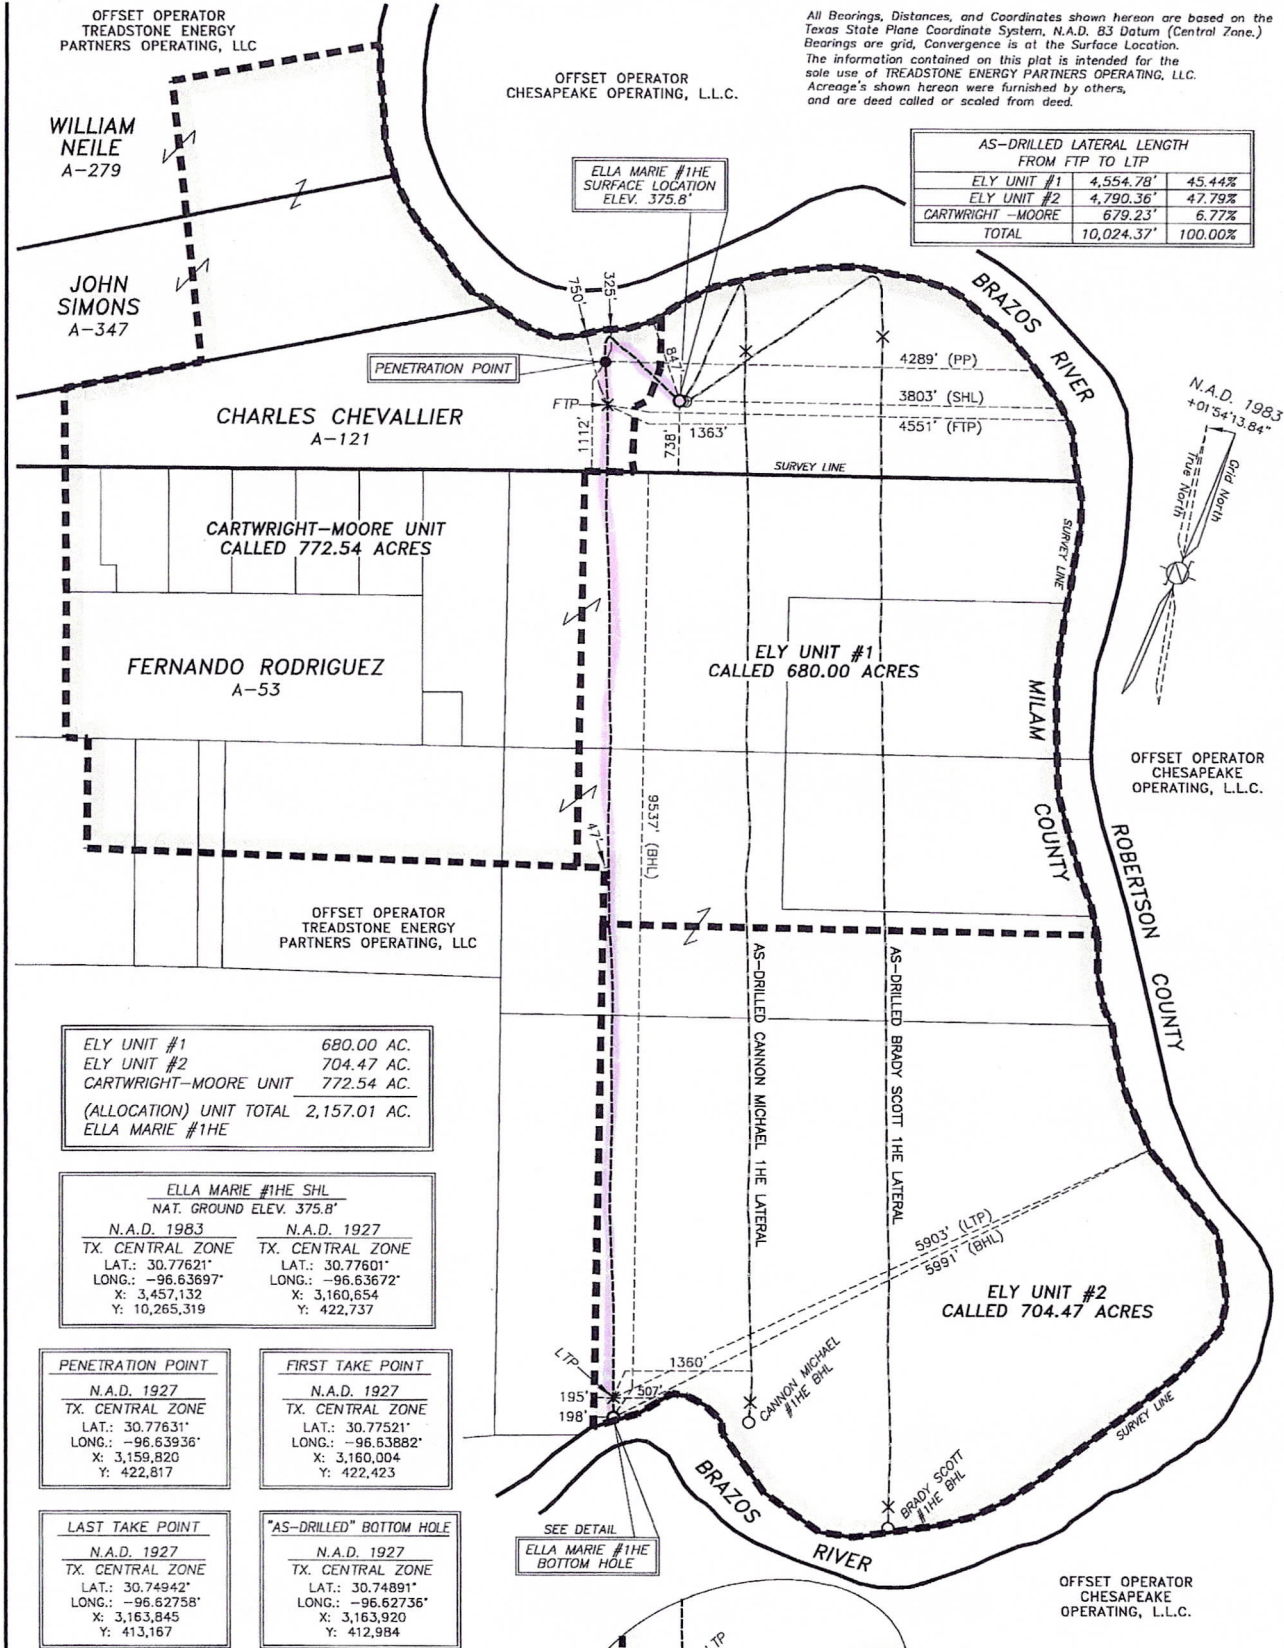 OFFSET OPERATOR
TREADSTONE ENERGY
PARTNERS OPERATING, LLC
All Bearings, Distances, and Coordinates shown hereon are based on the
Texas State Plane Coordinate System, N.A.D. 83 Datum (Central Zone.)
Bearings are grid, Convergence is at the Surface Location.
The information contained on this plat is intended for the
sole use of TREADSTONE ENERGY PARTNERS OPERATING, LLC.
Acreage's shown hereon were furnished by others,
and are deed called or scaled from deed.
OFFSET OPERATOR
CHESAPEAKE OPERATING, L.L.C.
WILLIAM
NEILE
A-279
AS-DRILLED LATERAL LENGTH
FROM FTP TO LTP
ELY UNIT #1 4,554.78' 45.44%
ELY UNIT #2 4,790.36' 47.79%
CARTWRIGHT -MOORE 679.23' 6.77%
TOTAL 10,024.37' 100.00%
ELLA MARIE #1HE
SURFACE LOCATION
ELEV. 375.8'
JOHN
SIMONS
A-347
750'
325'
BRAZOS
RIVER
847'
PENETRATION POINT
4289' (PP)
3803' (SHL)
4551' (FTP)
FTP
1363'
1112'
738'
N.A.D. 1983
+01°54'13.84"
Grid North
True North
CHARLES CHEVALLIER
A-121
SURVEY LINE
SURVEY LINE
CARTWRIGHT-MOORE UNIT
CALLED 772.54 ACRES
FERNANDO RODRIGUEZ
A-53
ELY UNIT #1
CALLED 680.00 ACRES
MILAM
COUNTY
OFFSET OPERATOR
CHESAPEAKE
OPERATING, L.L.C.
9537' (BHL)
47'
ROBERTSON
COUNTY
OFFSET OPERATOR
TREADSTONE ENERGY
PARTNERS OPERATING, LLC
AS-DRILLED CANNON MICHAEL 1HE LATERAL
AS-DRILLED BRADY SCOTT 1HE LATERAL
ELY UNIT #1 680.00 AC.
ELY UNIT #2 704.47 AC.
CARTWRIGHT-MOORE UNIT 772.54 AC.
(ALLOCATION) UNIT TOTAL 2,157.01 AC.
ELLA MARIE #1HE
ELLA MARIE #1HE SHL
NAT. GROUND ELEV. 375.8'
N.A.D. 1983 N.A.D. 1927
TX. CENTRAL ZONE TX. CENTRAL ZONE
LAT.: 30.77621° LAT.: 30.77601°
LONG.: -96.63697° LONG.: -96.63672°
X: 3,457,132 X: 3,160,654
Y: 10,265,319 Y: 422,737
5903' (LTP)
5991' (BHL)
ELY UNIT #2
CALLED 704.47 ACRES
LTP
1360'
195'
507'
198'
CANNON MICHAEL
#1HE BHL
SURVEY LINE
PENETRATION POINT
N.A.D. 1927
TX. CENTRAL ZONE
LAT.: 30.77631°
LONG.: -96.63936°
X: 3,159,820
Y: 422,817
FIRST TAKE POINT
N.A.D. 1927
TX. CENTRAL ZONE
LAT.: 30.77521°
LONG.: -96.63882°
X: 3,160,004
Y: 422,423
BRAZOS
RIVER
BRADY SCOTT
#1HE BHL
SEE DETAIL
ELLA MARIE #1HE
BOTTOM HOLE
LAST TAKE POINT
N.A.D. 1927
TX. CENTRAL ZONE
LAT.: 30.74942°
LONG.: -96.62758°
X: 3,163,845
Y: 413,167
"AS-DRILLED" BOTTOM HOLE
N.A.D. 1927
TX. CENTRAL ZONE
LAT.: 30.74891°
LONG.: -96.62736°
X: 3,163,920
Y: 412,984
OFFSET OPERATOR
CHESAPEAKE
OPERATING, L.L.C.
LTP